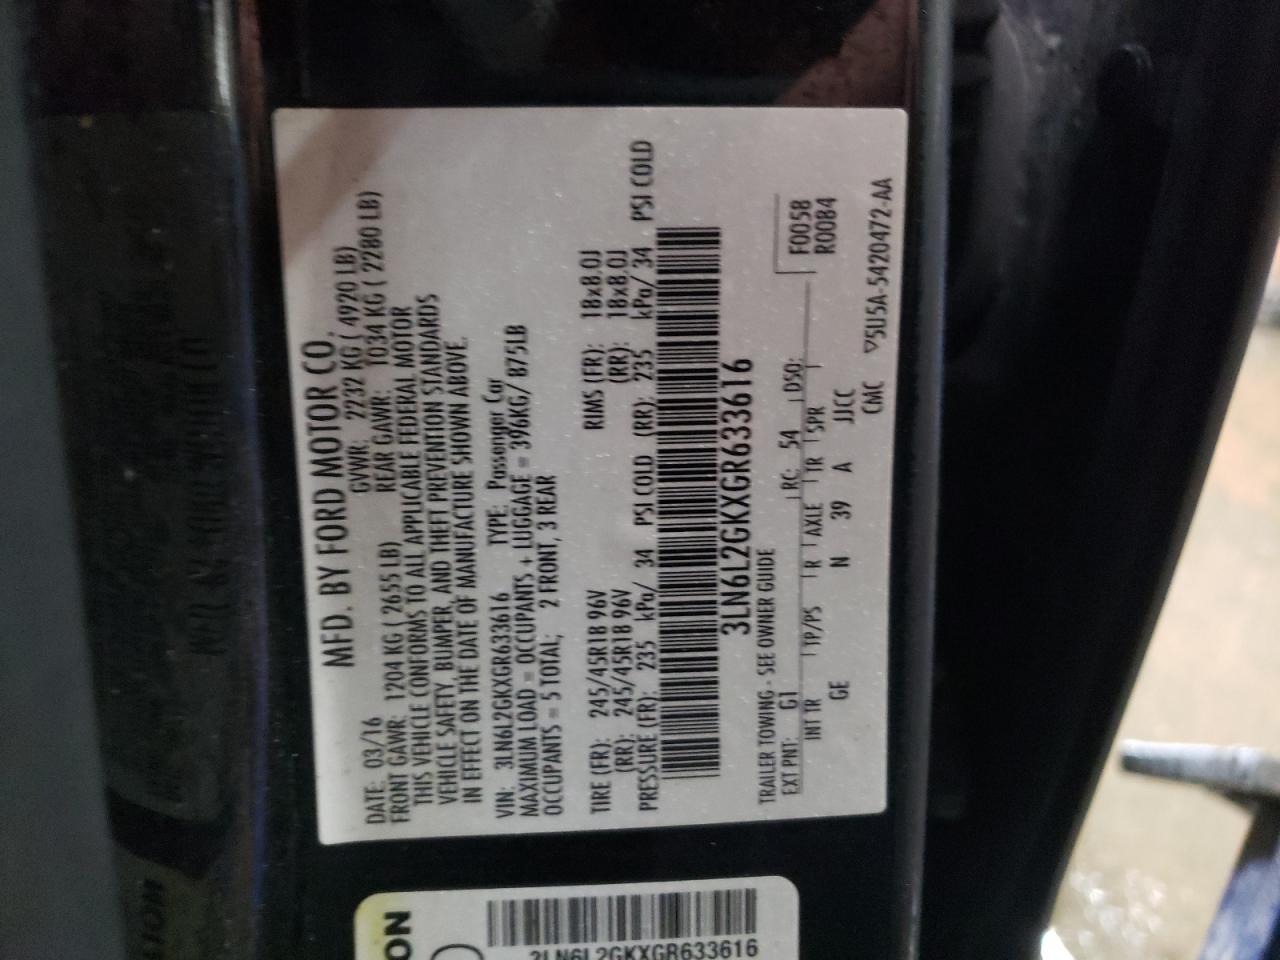 MFD. BY FORD MOTOR CO.
DATE: 03/16 GVWR: 2232 KG ( 4920 LB)
FRONT GAWR: 1204 KG ( 2655 LB) REAR GAWR: 1034 KG ( 2280 LB)
THIS VEHICLE CONFORMS TO ALL APPLICABLE FEDERAL MOTOR
VEHICLE SAFETY, BUMPER, AND THEFT PREVENTION STANDARDS
IN EFFECT ON THE DATE OF MANUFACTURE SHOWN ABOVE.
VIN: 3LN6L2GKXGR633616 TYPE: Passenger Car
MAXIMUM LOAD = OCCUPANTS + LUGGAGE = 396KG/ 875LB
OCCUPANTS = 5 TOTAL, 2 FRONT, 3 REAR
TIRE (FR): 245/45R18 96V RIMS (FR): 18x8.0J
(RR): 245/45R18 96V (RR): 18x8.0J
PRESSURE (FR): 235 kPa/ 34 PSI COLD (RR): 235 kPa/ 34 PSI COLD
3LN6L2GKXGR633616
TRAILER TOWING - SEE OWNER GUIDE
EXT PNT: G1 RC: 54 DSO: F0058
INT TR TP/PS R AXLE TR SPR R0084
GE N 39 A JJCC
CMC ▽5U5A-5420472-AA
ON
3LN6L2GKXGR633616